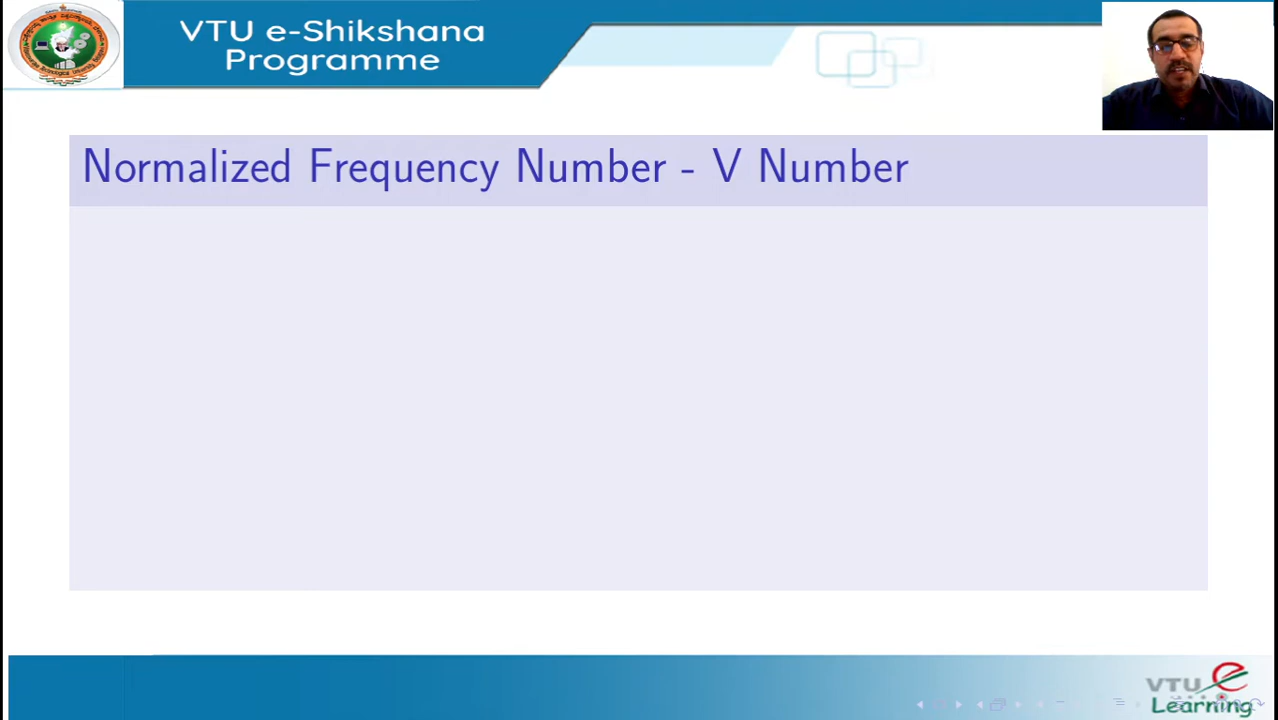 VTU e-Shikshana
Programme
Normalized Frequency Number - V Number
VTU e
Learning